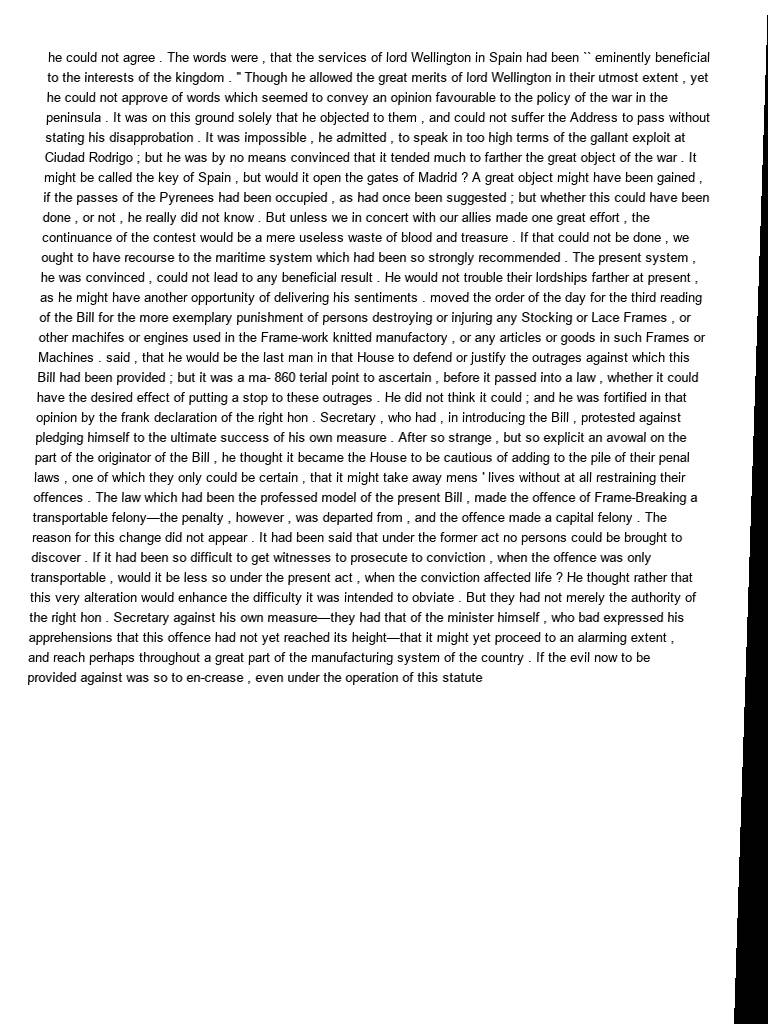 he could not agree . The words were , that the services of lord Wellington in Spain had been `` eminently beneficial
to the interests of the kingdom . " Though he allowed the great merits of lord Wellington in their utmost extent , yet
he could not approve of words which seemed to convey an opinion favourable to the policy of the war in the
peninsula . It was on this ground solely that he objected to them , and could not suffer the Address to pass without
stating his disapprobation . It was impossible , he admitted , to speak in too high terms of the gallant exploit at
Ciudad Rodrigo ; but he was by no means convinced that it tended much to farther the great object of the war . It
might be called the key of Spain , but would it open the gates of Madrid ? A great object might have been gained ,
if the passes of the Pyrenees had been occupied , as had once been suggested ; but whether this could have been
done , or not , he really did not know . But unless we in concert with our allies made one great effort , the
continuance of the contest would be a mere useless waste of blood and treasure . If that could not be done , we
ought to have recourse to the maritime system which had been so strongly recommended . The present system ,
he was convinced , could not lead to any beneficial result . He would not trouble their lordships farther at present ,
as he might have another opportunity of delivering his sentiments . moved the order of the day for the third reading
of the Bill for the more exemplary punishment of persons destroying or injuring any Stocking or Lace Frames , or
other machifes or engines used in the Frame-work knitted manufactory , or any articles or goods in such Frames or
Machines . said , that he would be the last man in that House to defend or justify the outrages against which this
Bill had been provided ; but it was a ma- 860 terial point to ascertain , before it passed into a law , whether it could
have the desired effect of putting a stop to these outrages . He did not think it could ; and he was fortified in that
opinion by the frank declaration of the right hon . Secretary , who had , in introducing the Bill , protested against
pledging himself to the ultimate success of his own measure . After so strange , but so explicit an avowal on the
part of the originator of the Bill , he thought it became the House to be cautious of adding to the pile of their penal
laws , one of which they only could be certain , that it might take away mens ' lives without at all restraining their
offences . The law which had been the professed model of the present Bill , made the offence of Frame-Breaking a
transportable felony—the penalty , however , was departed from , and the offence made a capital felony . The
reason for this change did not appear . It had been said that under the former act no persons could be brought to
discover . If it had been so difficult to get witnesses to prosecute to conviction , when the offence was only
transportable , would it be less so under the present act , when the conviction affected life ? He thought rather that
this very alteration would enhance the difficulty it was intended to obviate . But they had not merely the authority of
the right hon . Secretary against his own measure—they had that of the minister himself , who bad expressed his
apprehensions that this offence had not yet reached its height—that it might yet proceed to an alarming extent ,
and reach perhaps throughout a great part of the manufacturing system of the country . If the evil now to be
provided against was so to en-crease , even under the operation of this statute